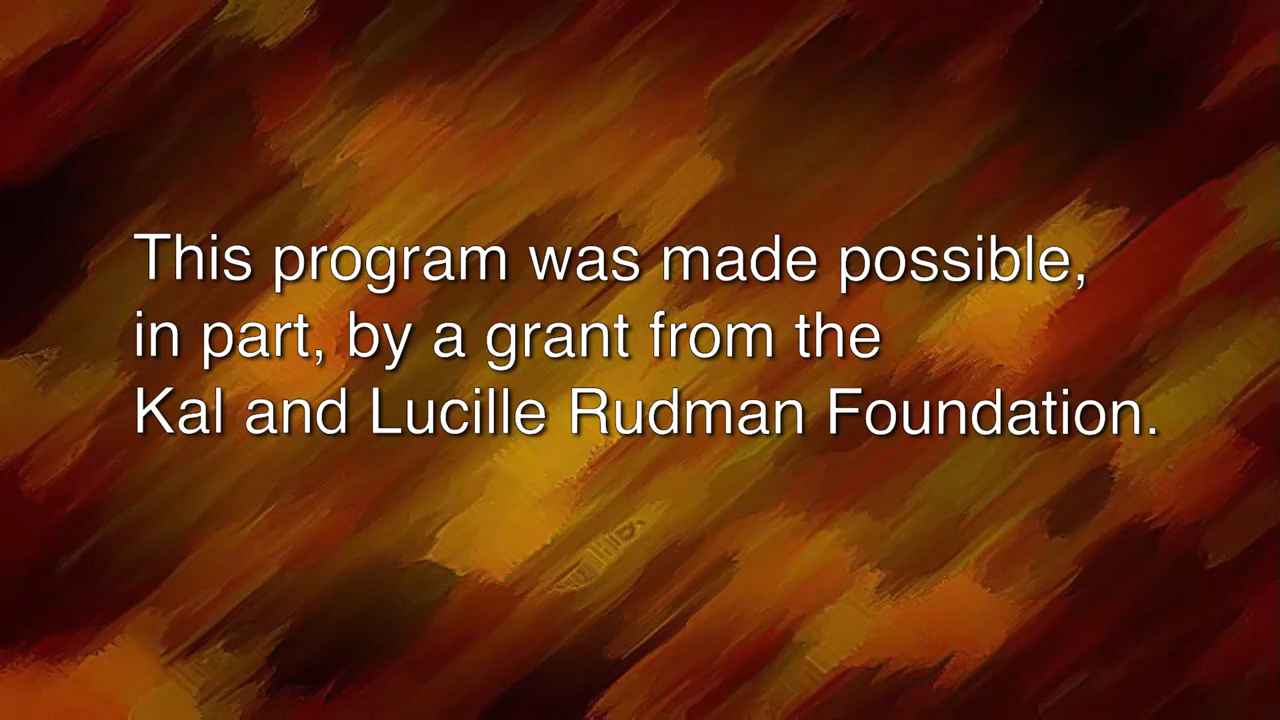 This program was made possible,
in part, by a grant from the
Kal and Lucille Rudman Foundation.